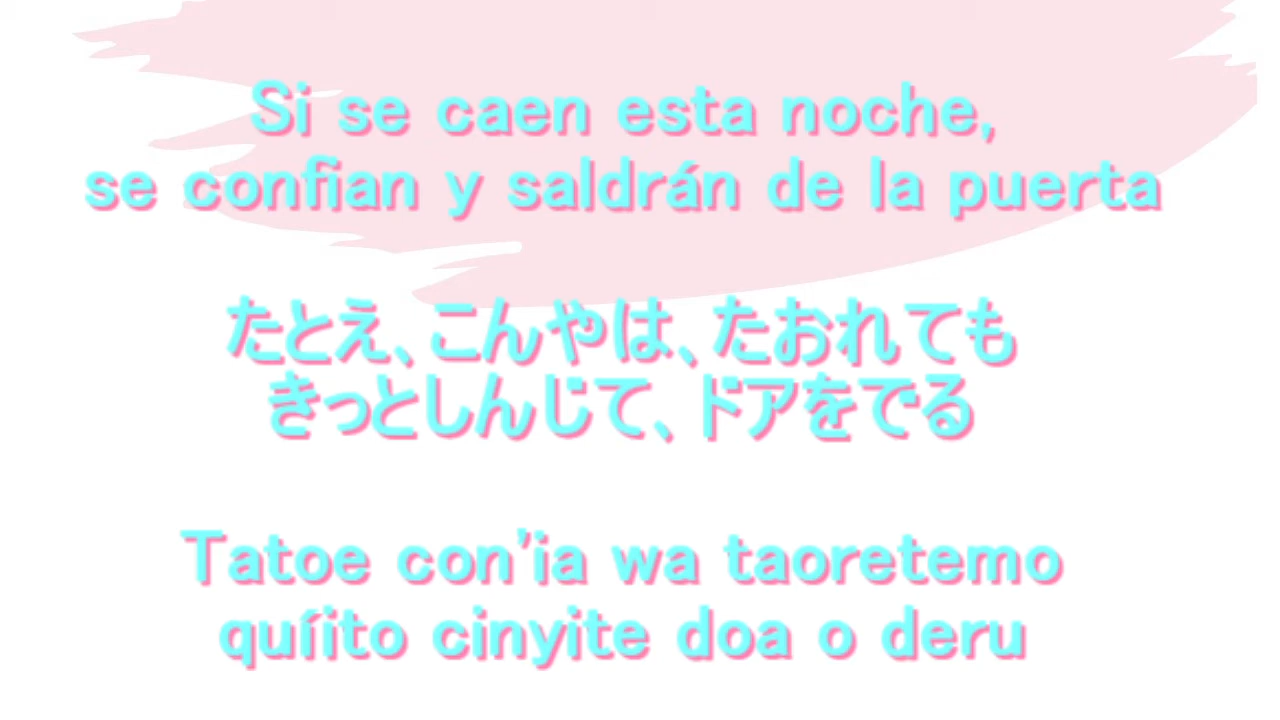 Si se caen esta noche,
se confian y saldrán de la puerta
たとえ、こんやは、たおれても
きっとしんじて、ドアをでる
Tatoe con'ia wa taoretemo
quíito cinyite doa o deru